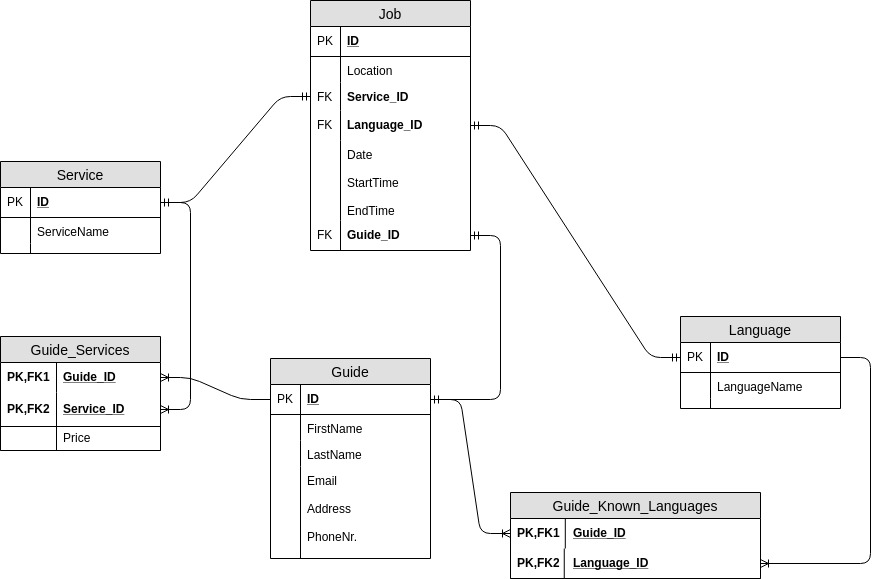 Job
PK ID
Location
FK Service_ID
FK Language_ID
Date
StartTime
EndTime
FK Guide_ID
Service
PK ID
ServiceName
Guide_Services
PK,FK1 Guide_ID
PK,FK2 Service_ID
Price
Guide
PK ID
FirstName
LastName
Email
Address
PhoneNr.
Language
PK ID
LanguageName
Guide_Known_Languages
PK,FK1 Guide_ID
PK,FK2 Language_ID